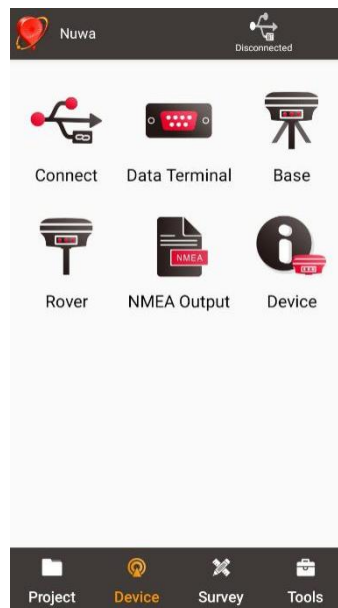 Nuwa
Disconnected
Connect Data Terminal Base
NMEA
Rover NMEA Output Device
Project Device Survey Tools